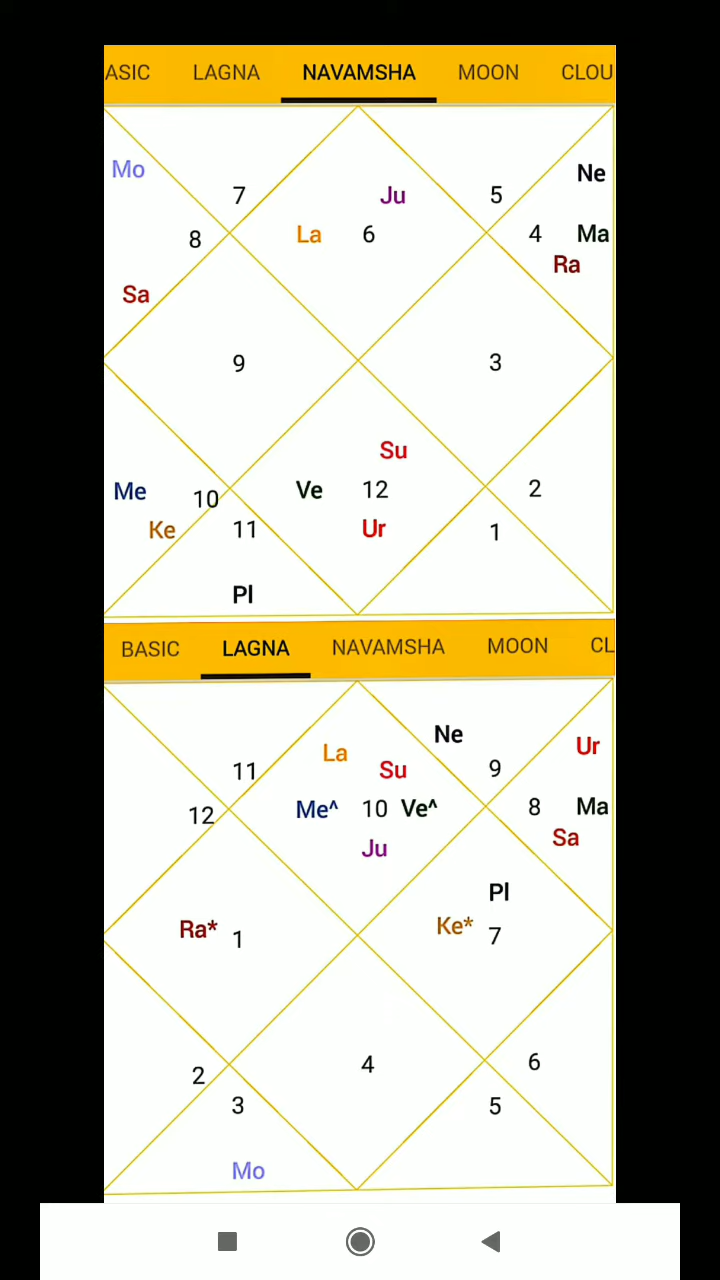 ASIC LAGNA NAVAMSHA MOON CLOU
Mo
Ne
7 Ju 5
8 La 6 4 Ma
Ra
Sa
9 3
Su
Me 10 Ve 12 2
Ke 11 Ur 1
Pl
BASIC LAGNA NAVAMSHA MOON CL
Ne
La Ur
11 Su 9
12 Me^ 10 Ve^ 8 Ma
Ju Sa
Pl
Ra* 1 Ke* 7
2 4 6
3 5
Mo